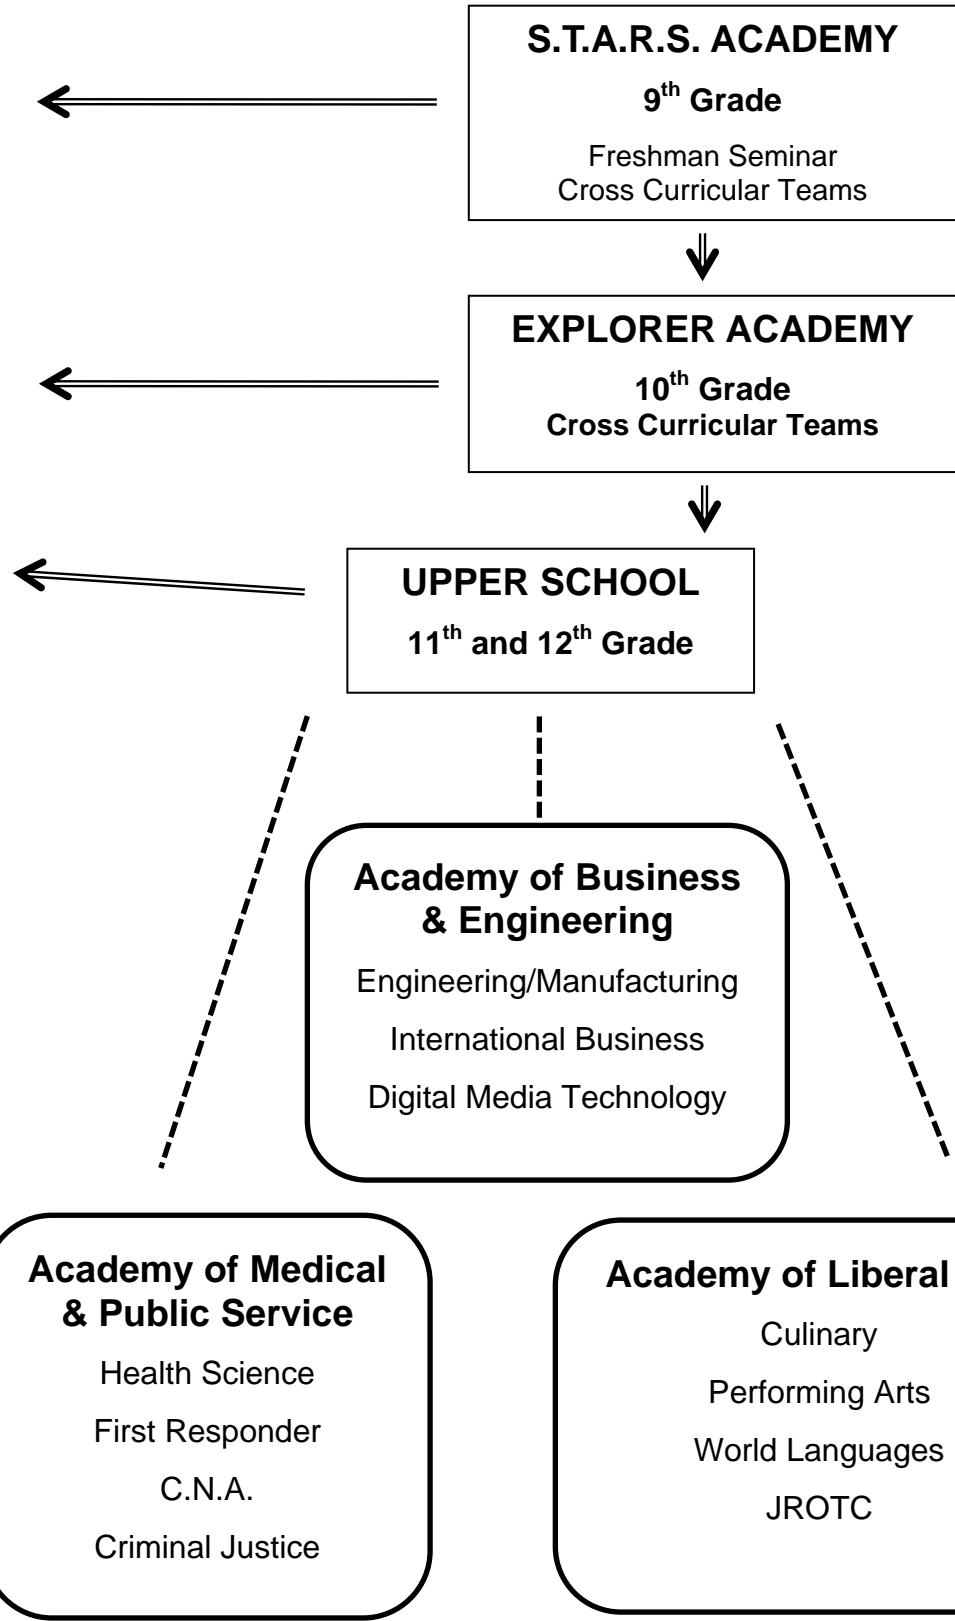 S.T.A.R.S. ACADEMY
9th Grade
Freshman Seminar
Cross Curricular Teams
EXPLORER ACADEMY
10th Grade
Cross Curricular Teams
UPPER SCHOOL
11th and 12th Grade
Academy of Business
& Engineering
Engineering/Manufacturing
International Business
Digital Media Technology
Academy of Medical
& Public Service
Health Science
First Responder
C.N.A.
Criminal Justice
Academy of Liberal
Culinary
Performing Arts
World Languages
JROTC